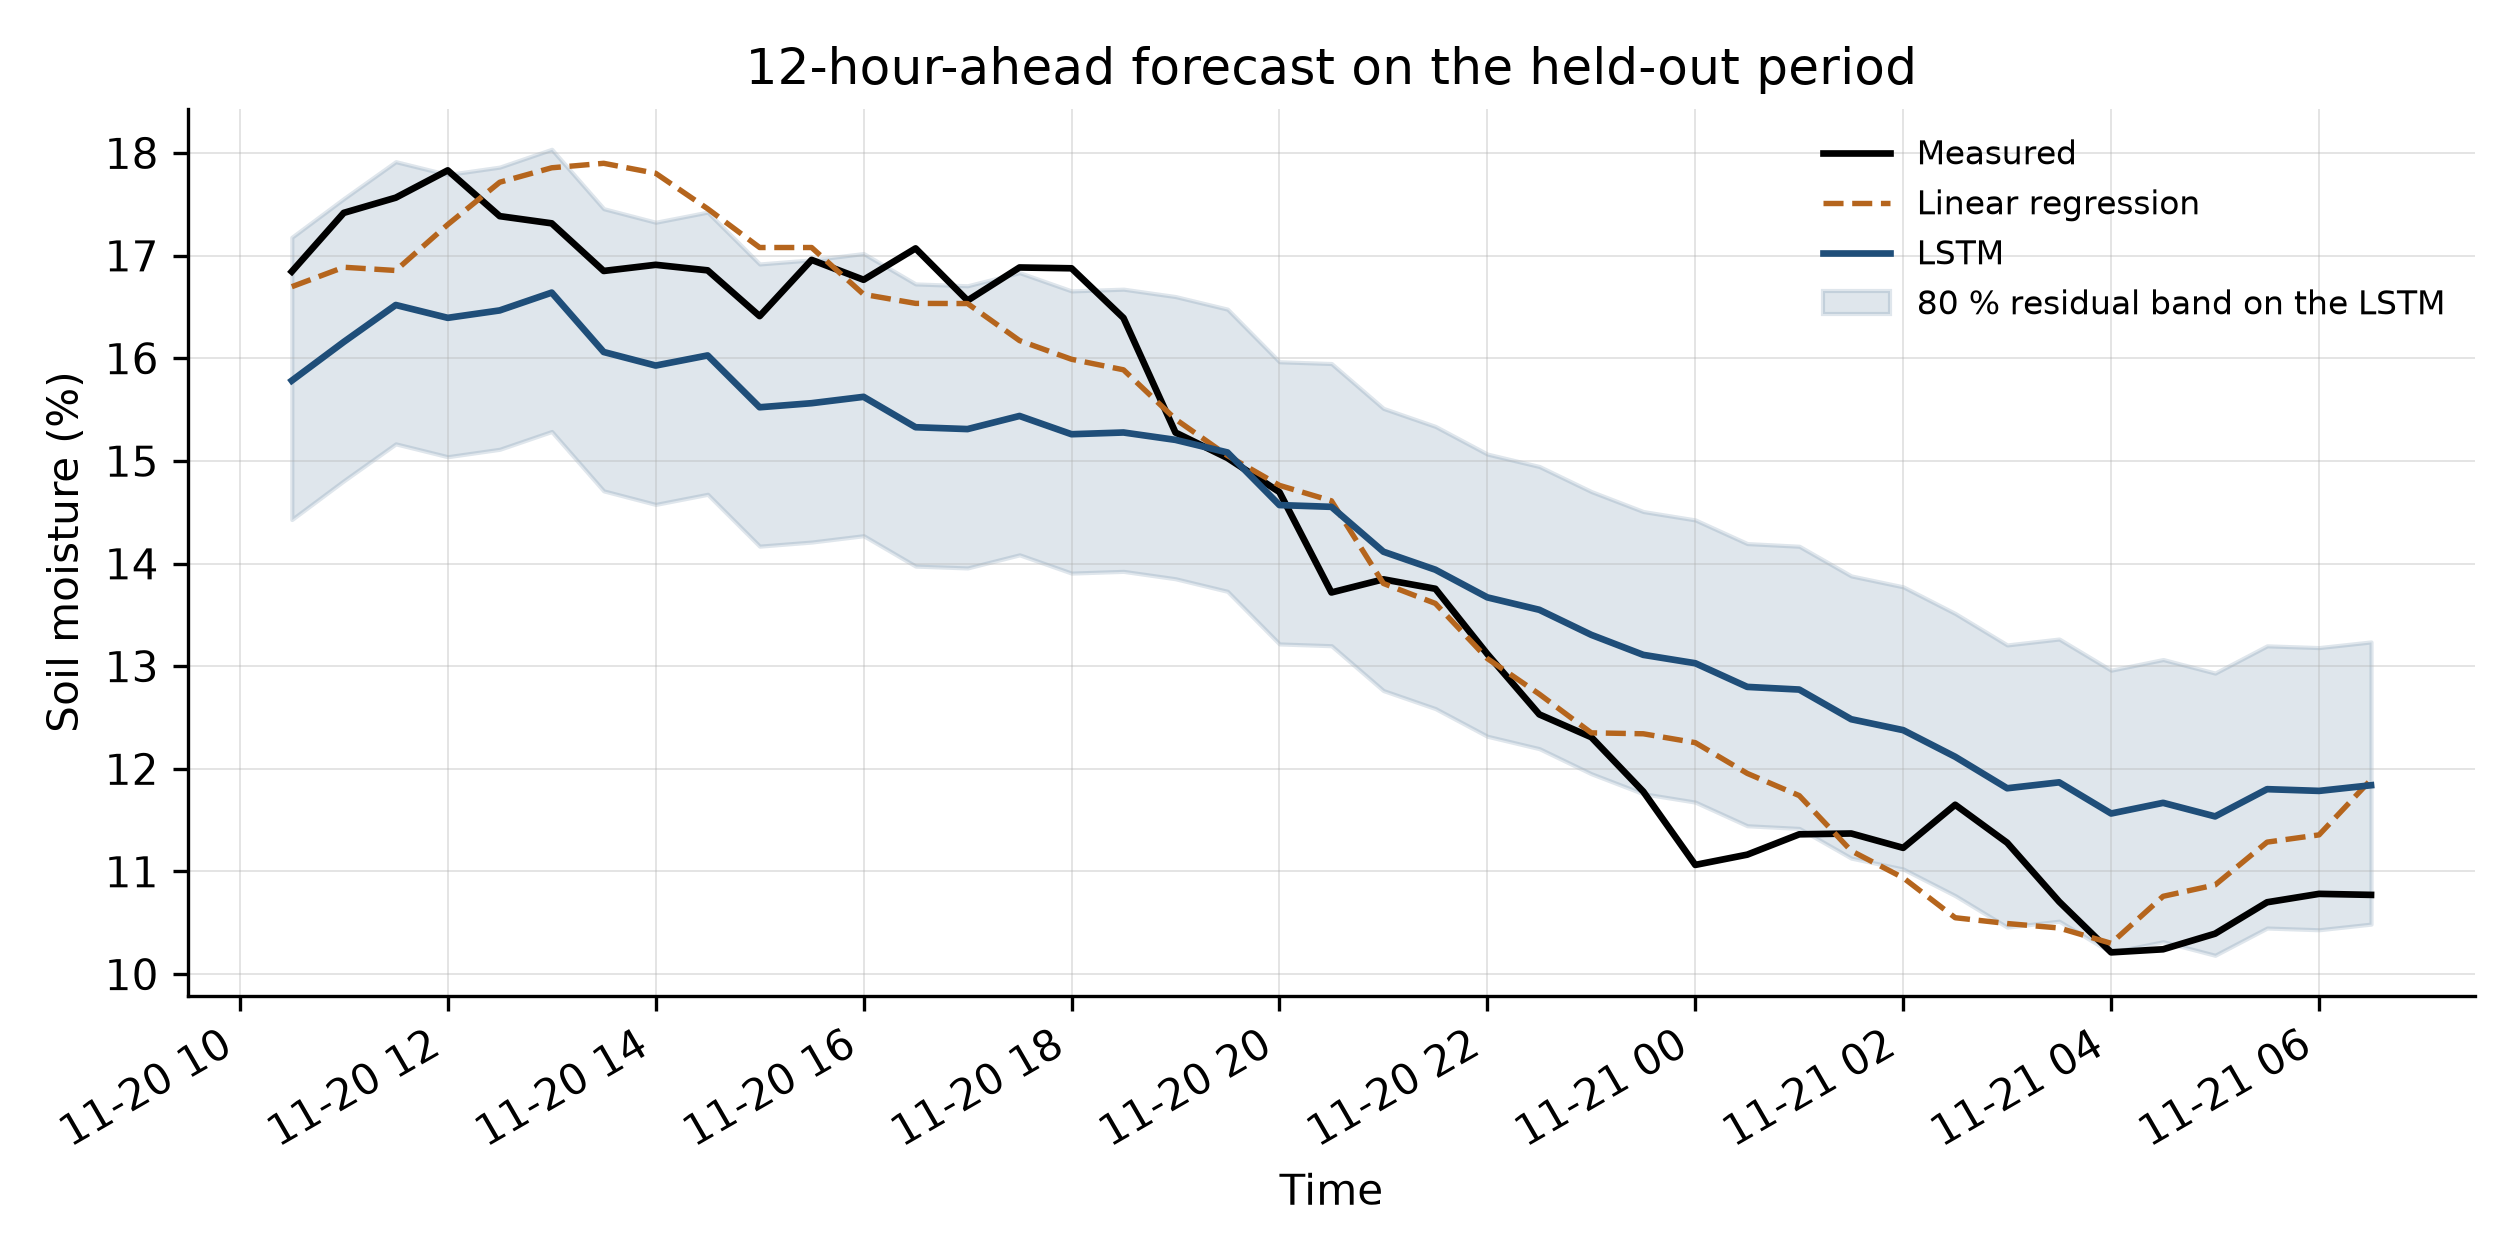 12-hour-ahead forecast on the held-out period
Measured
Linear regression
LSTM
80 % residual band on the LSTM
Soil moisture (%)
18
17
16
15
14
13
12
11
10
11-20 10
11-20 12
11-20 14
11-20 16
11-20 18
11-20 20
11-20 22
11-21 00
11-21 02
11-21 04
11-21 06
Time